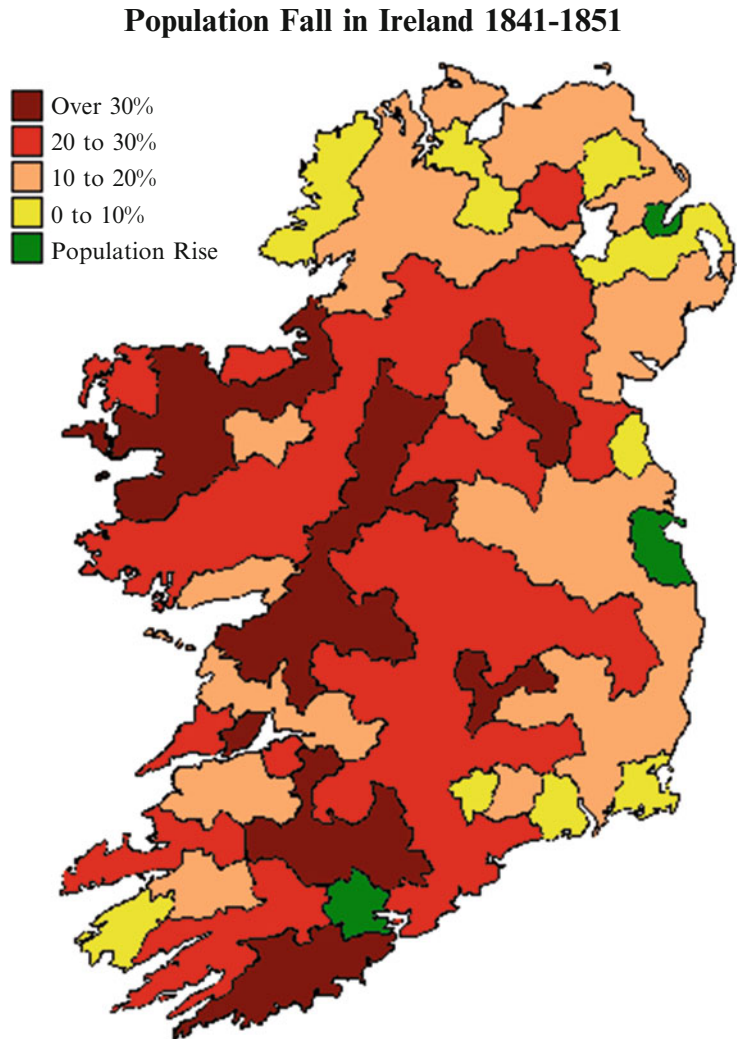 Population Fall in Ireland 1841-1851
Over 30%
20 to 30%
10 to 20%
0 to 10%
Population Rise